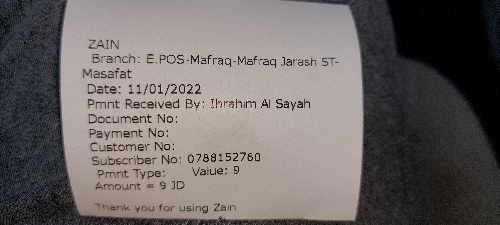 ZAIN
Branch: E.POS-Mafraq-Mafraq Jarash ST-
Masafat
Date: 11/01/2022
Pmnt Received By: Ibrahim Al Sayah
Document No:
Payment No:
Customer No:
Subscriber No: 0788152760
Pmnt Type: Value: 9
Amount = 9 JD
Thank you for using Zain